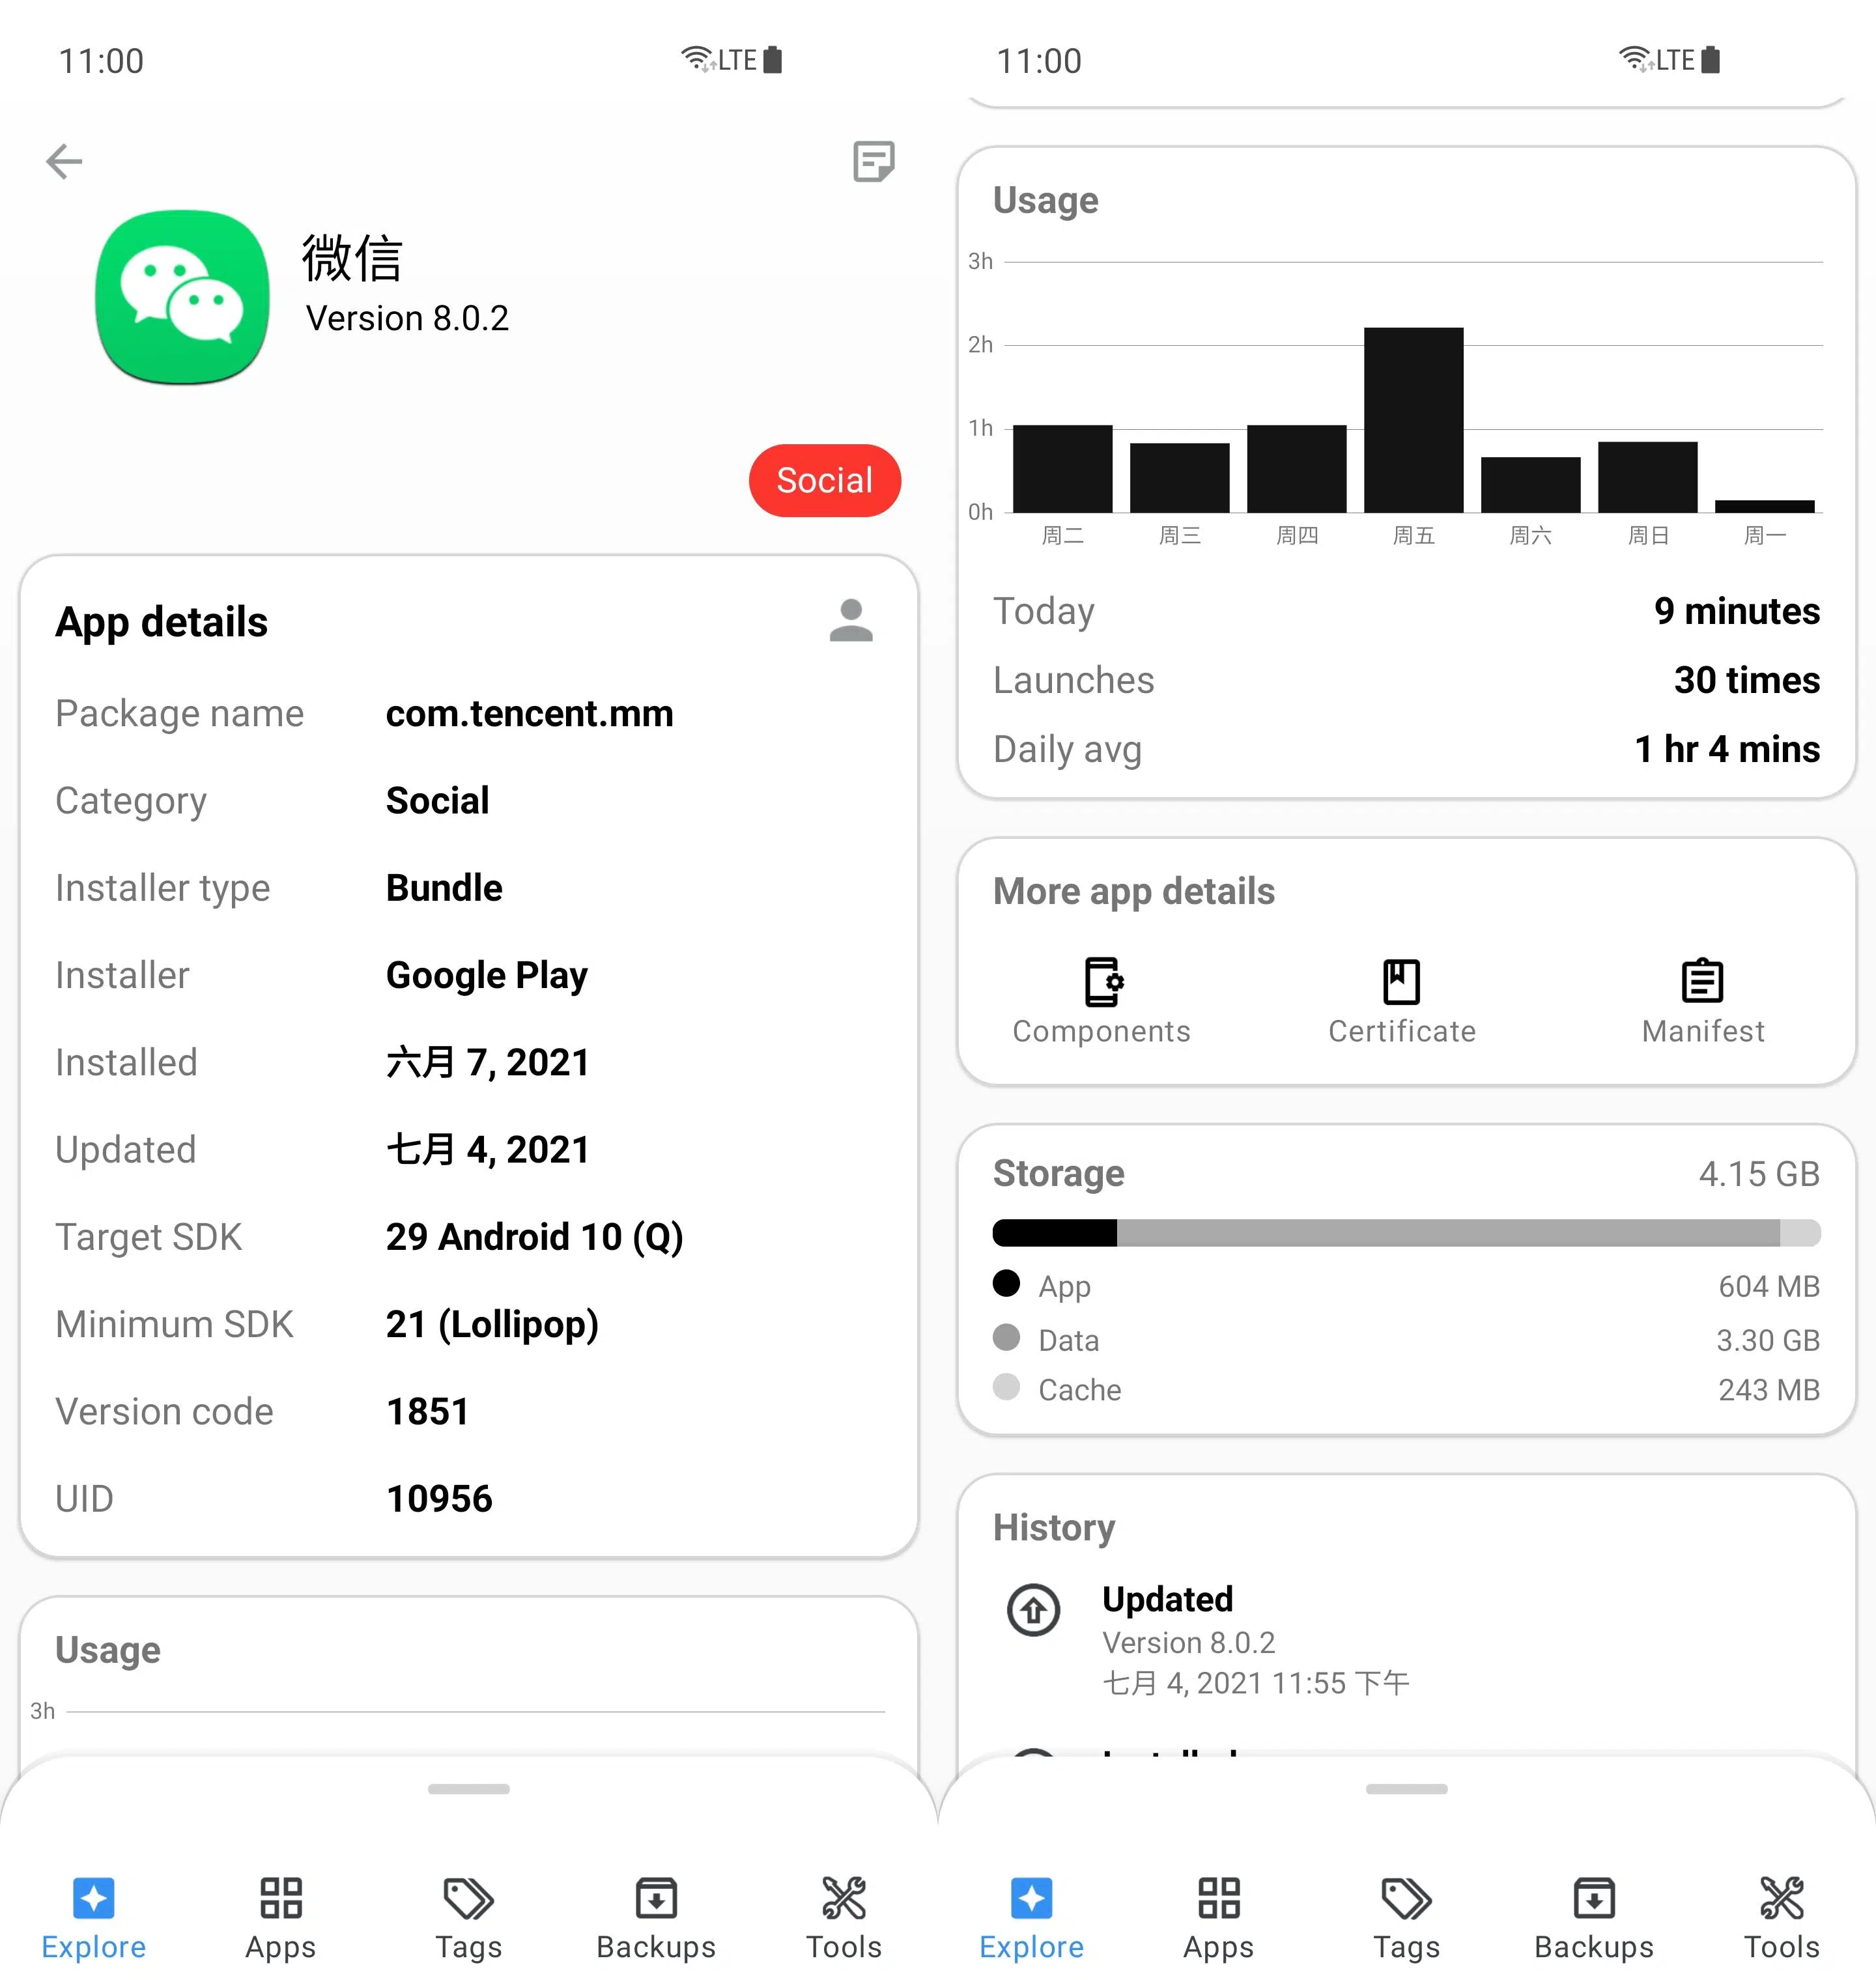 11:00
LTE
微信
Version 8.0.2
Social
App details
Package name com.tencent.mm
Category Social
Installer type Bundle
Installer Google Play
Installed 六月 7, 2021
Updated 七月 4, 2021
Target SDK 29 Android 10 (Q)
Minimum SDK 21 (Lollipop)
Version code 1851
UID 10956
Usage
3h
Explore Apps Tags Backups Tools
11:00
LTE
Usage
3h
2h
1h
0h
周二 周三 周四 周五 周六 周日 周一
Today 9 minutes
Launches 30 times
Daily avg 1 hr 4 mins
More app details
Components Certificate Manifest
Storage 4.15 GB
App 604 MB
Data 3.30 GB
Cache 243 MB
History
Updated
Version 8.0.2
七月 4, 2021 11:55 下午
Explore Apps Tags Backups Tools